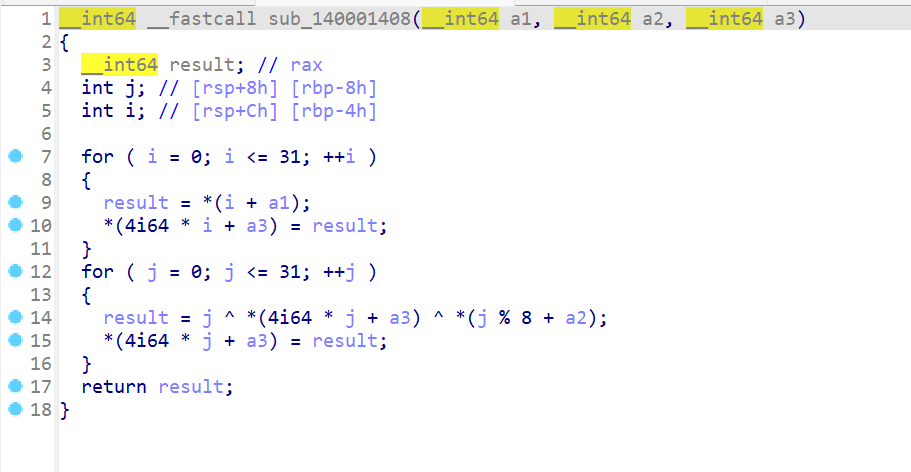 1 __int64 __fastcall sub_140001408(__int64 a1, __int64 a2, __int64 a3)
2 {
3   __int64 result; // rax
4   int j; // [rsp+8h] [rbp-8h]
5   int i; // [rsp+Ch] [rbp-4h]
6
7   for ( i = 0; i <= 31; ++i )
8   {
9     result = *(i + a1);
10     *(4i64 * i + a3) = result;
11   }
12   for ( j = 0; j <= 31; ++j )
13   {
14     result = j ^ *(4i64 * j + a3) ^ *(j % 8 + a2);
15     *(4i64 * j + a3) = result;
16   }
17   return result;
18 }